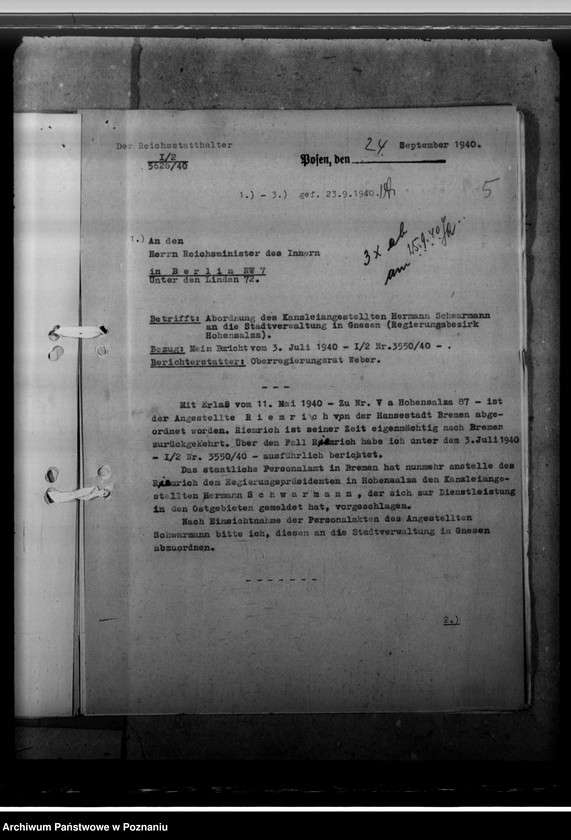 Der Reichsstatthalter
I/2
5626/40
Posen, den 24 September 1940.
1.) - 3.) gef. 23.9.1940.
5
3 x ab
am 25.9.40
1.) An den
Herrn Reichsminister des Innern
in Berlin NW 7
Unter den Linden 72.
Betrifft: Abordnung des Kanzleiangestellten Hermann Schwarmann
an die Stadtverwaltung in Gnesen (Regierungsbezirk
Hohensalza).
Bezug: Mein Bericht vom 3. Juli 1940 - I/2 Nr.3550/40 - .
Berichterstatter: Oberregierungsrat Weber.
- - -
Mit Erlaß vom 11. Mai 1940 - Zu Nr. V a Hohensalza 87 - ist
der Angestellte R i e m r i c h von der Hansestadt Bremen abge-
ordnet worden. Riemrich ist seiner Zeit eigenmächtig nach Bremen
zurückgekehrt. Über den Fall Riemrich habe ich unter dem 3.Juli 1940
- I/2 Nr. 3550/40 - ausführlich berichtet.
Das staatliche Personalamt in Bremen hat nunmehr anstelle des
Riemrich dem Regierungspräsidenten in Hohensalza den Kanzleiange-
stellten Hermann S c h w a r m a n n , der sich zur Dienstleistung
in den Ostgebieten gemeldet hat, vorgeschlagen.
Nach Einsichtnahme der Personalakten des Angestellten
Schwarmann bitte ich, diesen an die Stadtverwaltung in Gnesen
abzuordnen.
- - - - - - -
2.)
Archiwum Państwowe w Poznaniu